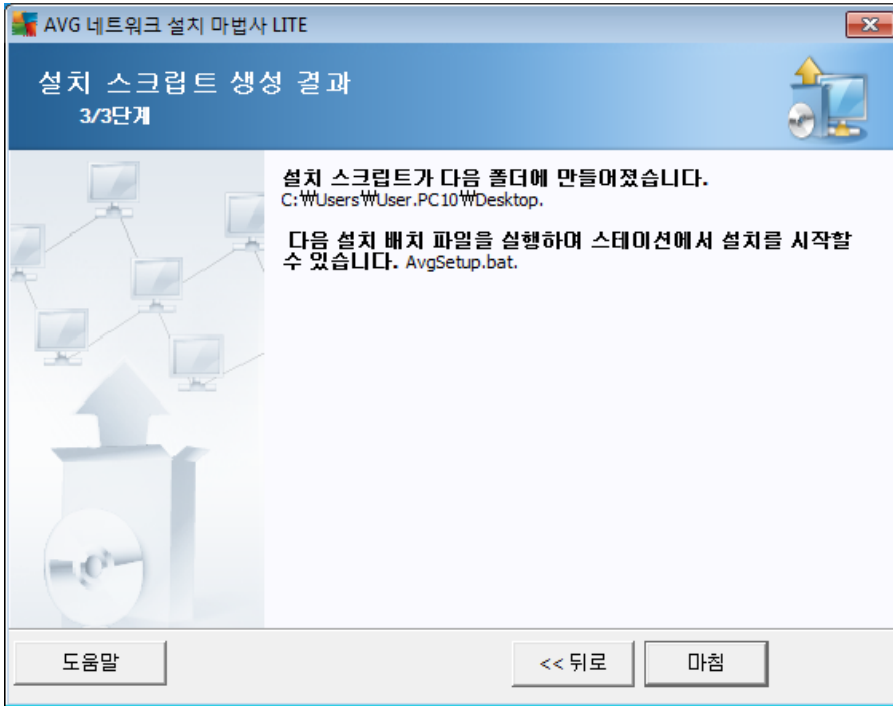 AVG 네트워크 설치 마법사 LITE
설치 스크립트 생성 결과
3/3단계
설치 스크립트가 다음 폴더에 만들어졌습니다.
C:₩Users₩User.PC10₩Desktop.
다음 설치 배치 파일을 실행하여 스테이션에서 설치를 시작할
수 있습니다. AvgSetup.bat.
도움말
<< 뒤로
마침